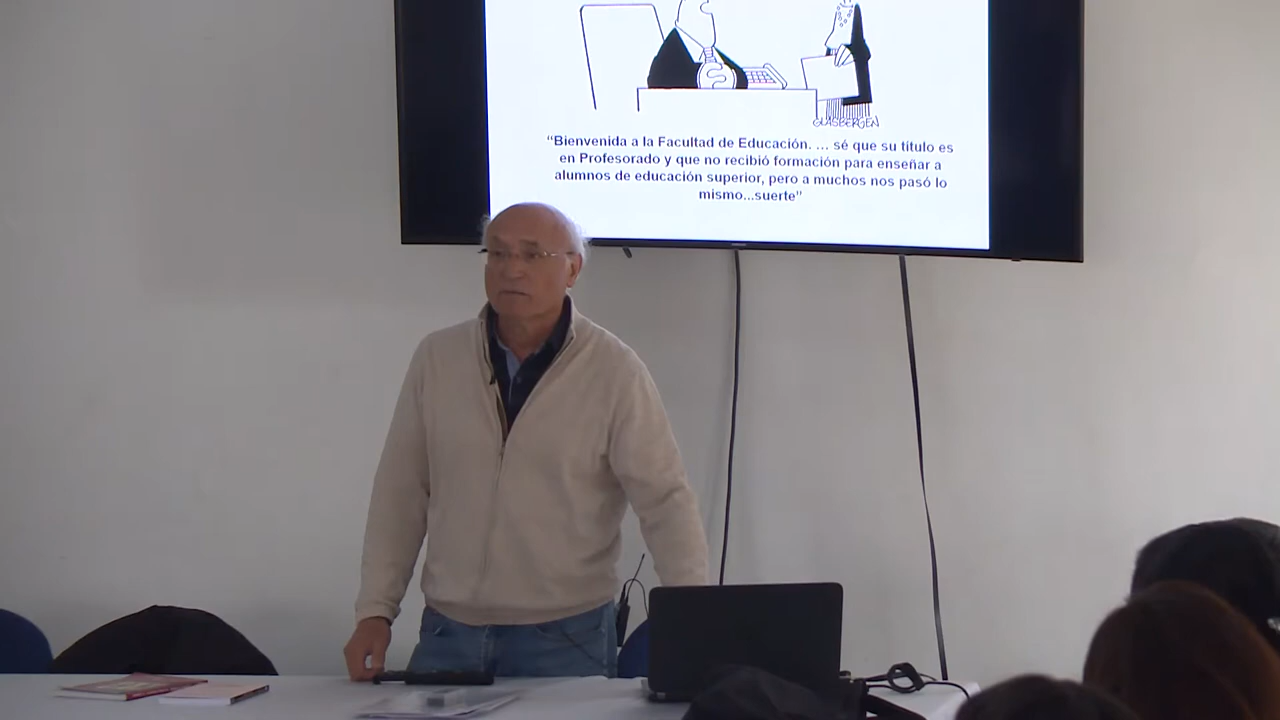 GLASBERGEN
“Bienvenida a la Facultad de Educación. ... sé que su título es
en Profesorado y que no recibió formación para enseñar a
alumnos de educación superior, pero a muchos nos pasó lo
mismo...suerte”